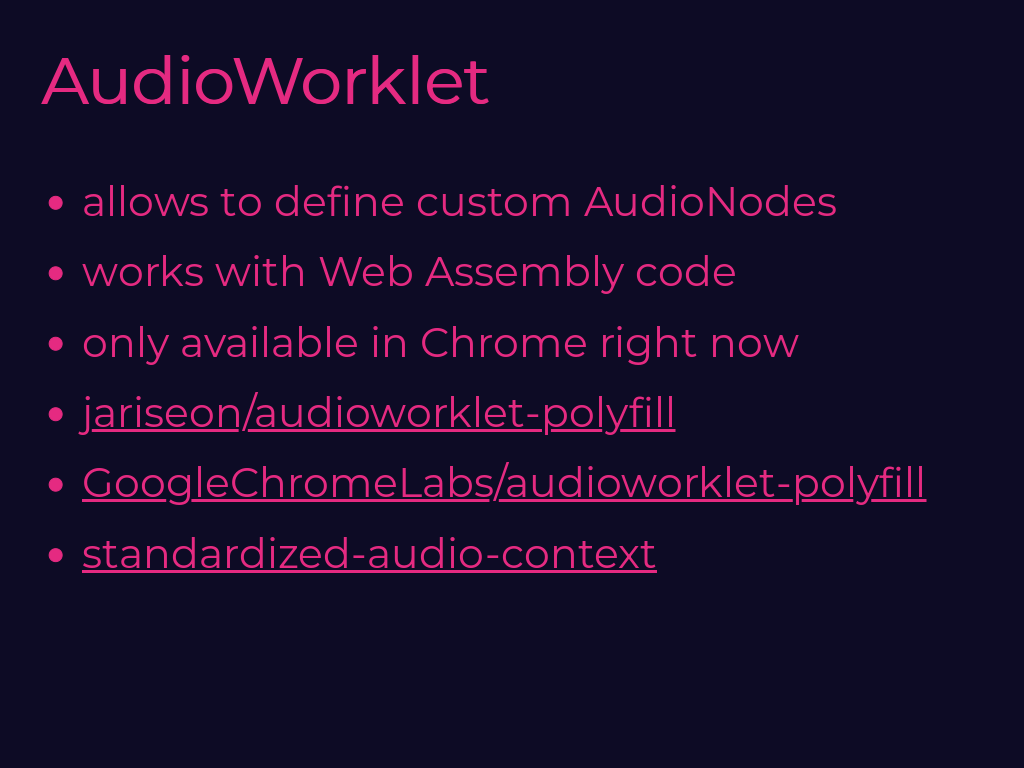 AudioWorklet
• allows to define custom AudioNodes
• works with Web Assembly code
• only available in Chrome right now
• jariseon/audioworklet-polyfill
• GoogleChromeLabs/audioworklet-polyfill
• standardized-audio-context